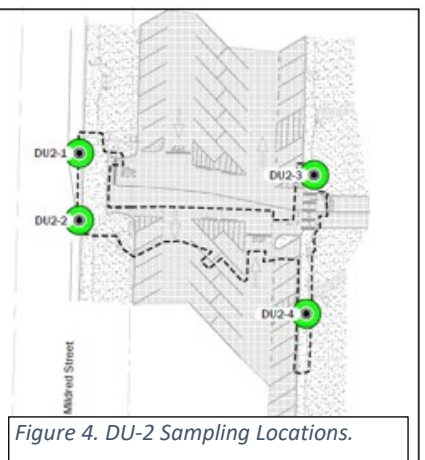 DU2-1
DU2-3
DU2-2
DU2-4
Mildred Street
Figure 4. DU-2 Sampling Locations.